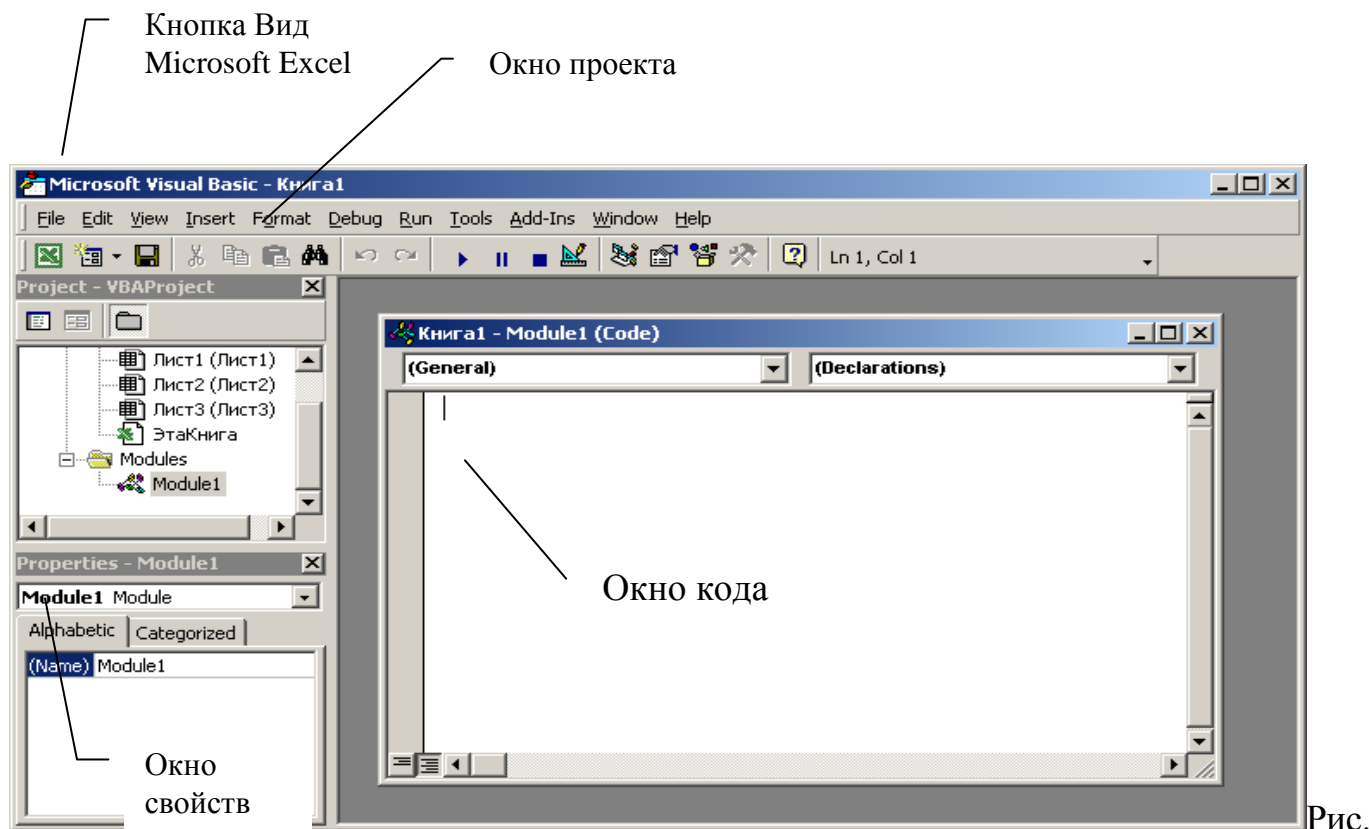 Кнопка Вид
Microsoft Excel
Окно проекта
Microsoft Visual Basic - Книга1
File Edit View Insert Format Debug Run Tools Add-Ins Window Help
Ln 1, Col 1
Project - VBAProject
Лист1 (Лист1)
Лист2 (Лист2)
Лист3 (Лист3)
ЭтаКнига
Modules
Module1
Properties - Module1
Module1 Module
Alphabetic Categorized
(Name) Module1
Окно
свойств
Книга1 - Module1 (Code)
(General) (Declarations)
Окно кода
Рис.